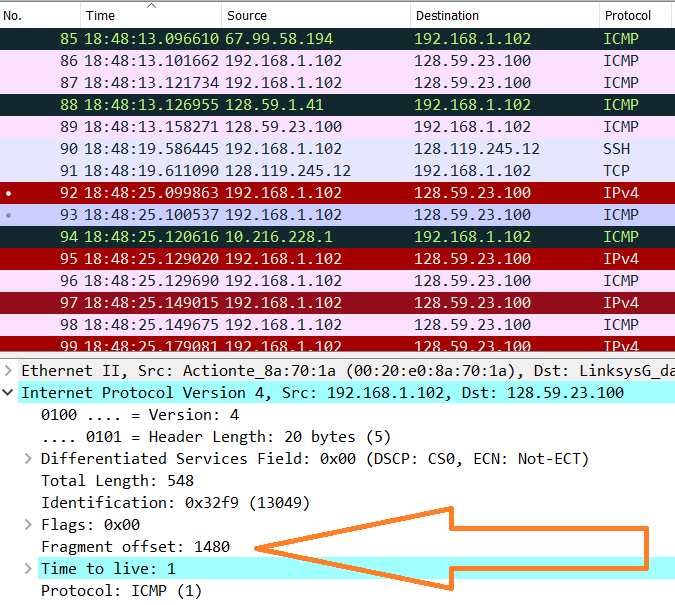 No. Time Source Destination Protocol
85 18:48:13.096610 67.99.58.194 192.168.1.102 ICMP
86 18:48:13.101662 192.168.1.102 128.59.23.100 ICMP
87 18:48:13.121734 192.168.1.102 128.59.23.100 ICMP
88 18:48:13.126955 128.59.1.41 192.168.1.102 ICMP
89 18:48:13.158271 128.59.23.100 192.168.1.102 ICMP
90 18:48:19.586445 192.168.1.102 128.119.245.12 SSH
91 18:48:19.611090 128.119.245.12 192.168.1.102 TCP
92 18:48:25.099863 192.168.1.102 128.59.23.100 IPv4
93 18:48:25.100537 192.168.1.102 128.59.23.100 ICMP
94 18:48:25.120616 10.216.228.1 192.168.1.102 ICMP
95 18:48:25.129020 192.168.1.102 128.59.23.100 IPv4
96 18:48:25.129690 192.168.1.102 128.59.23.100 ICMP
97 18:48:25.149015 192.168.1.102 128.59.23.100 IPv4
98 18:48:25.149675 192.168.1.102 128.59.23.100 ICMP
99 18:48:25.179081 192.168.1.102 128.59.23.100 IPv4
Ethernet II, Src: Actionte_8a:70:1a (00:20:e0:8a:70:1a), Dst: LinksysG_da
Internet Protocol Version 4, Src: 192.168.1.102, Dst: 128.59.23.100
0100 .... = Version: 4
.... 0101 = Header Length: 20 bytes (5)
Differentiated Services Field: 0x00 (DSCP: CS0, ECN: Not-ECT)
Total Length: 548
Identification: 0x32f9 (13049)
Flags: 0x00
Fragment offset: 1480
Time to live: 1
Protocol: ICMP (1)